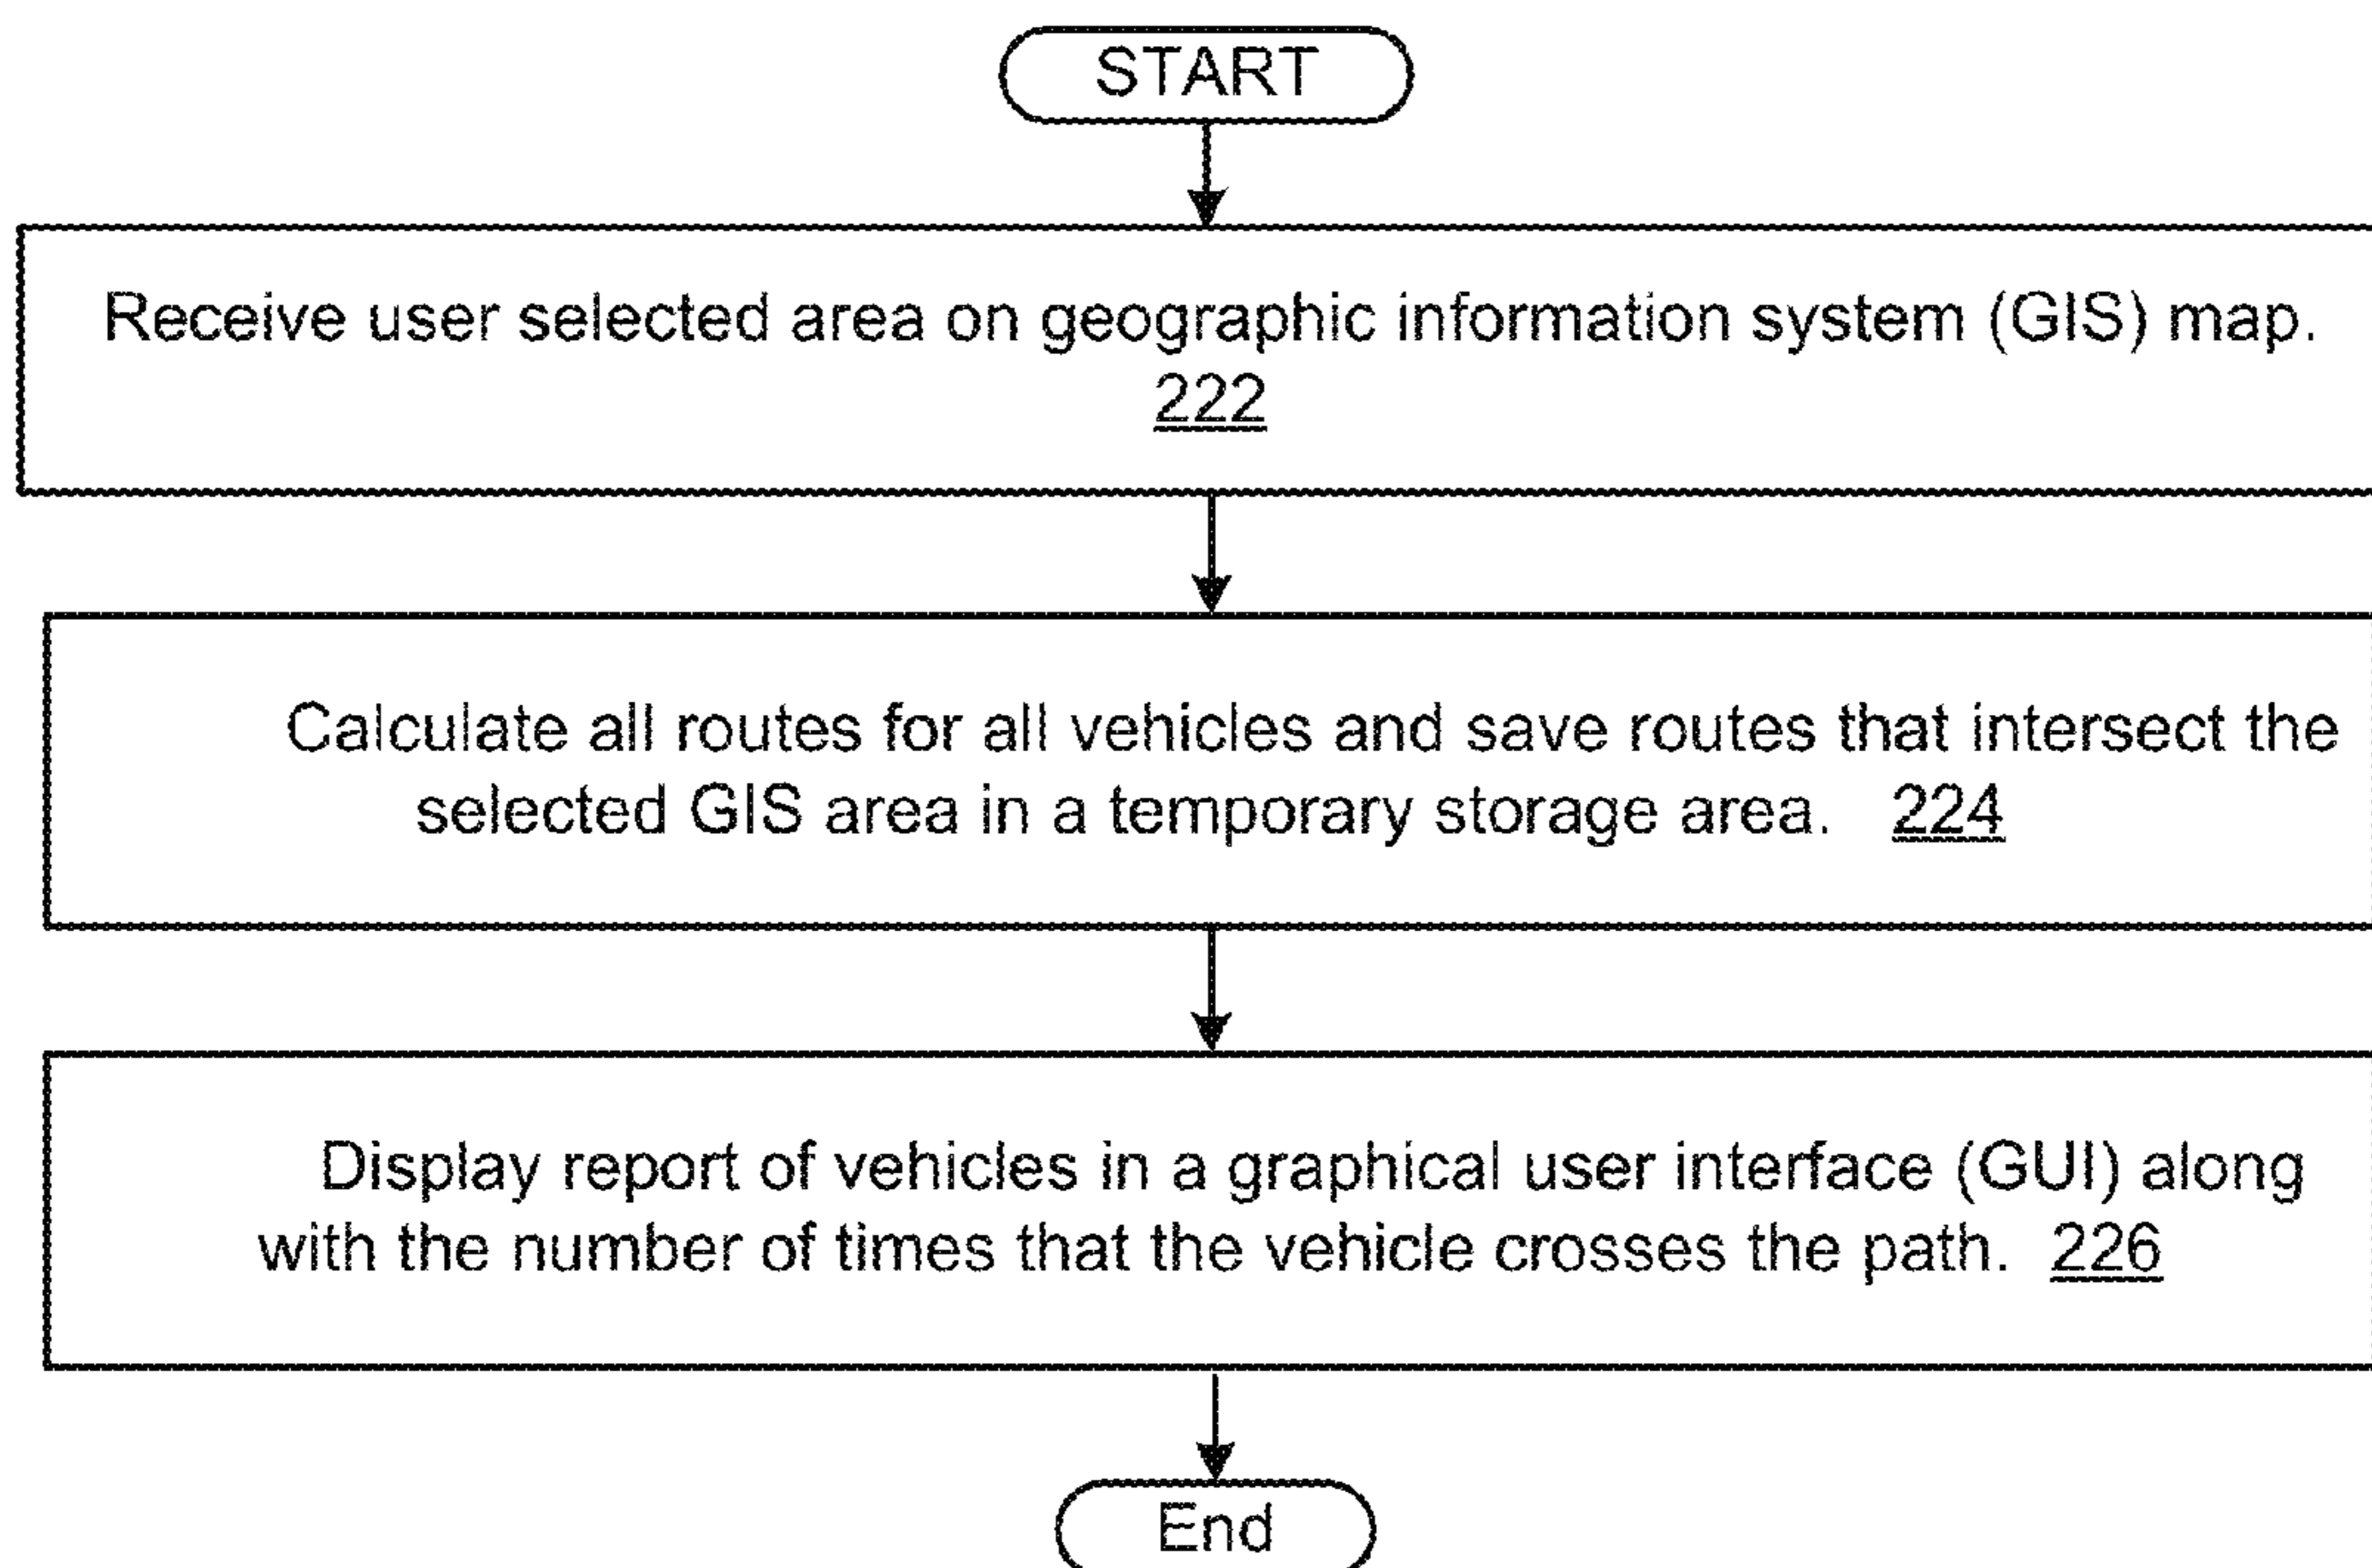 START
Receive user selected area on geographic information system (GIS) map.
222
Calculate all routes for all vehicles and save routes that intersect the
selected GIS area in a temporary storage area. 224
Display report of vehicles in a graphical user interface (GUI) along
with the number of times that the vehicle crosses the path. 226
End